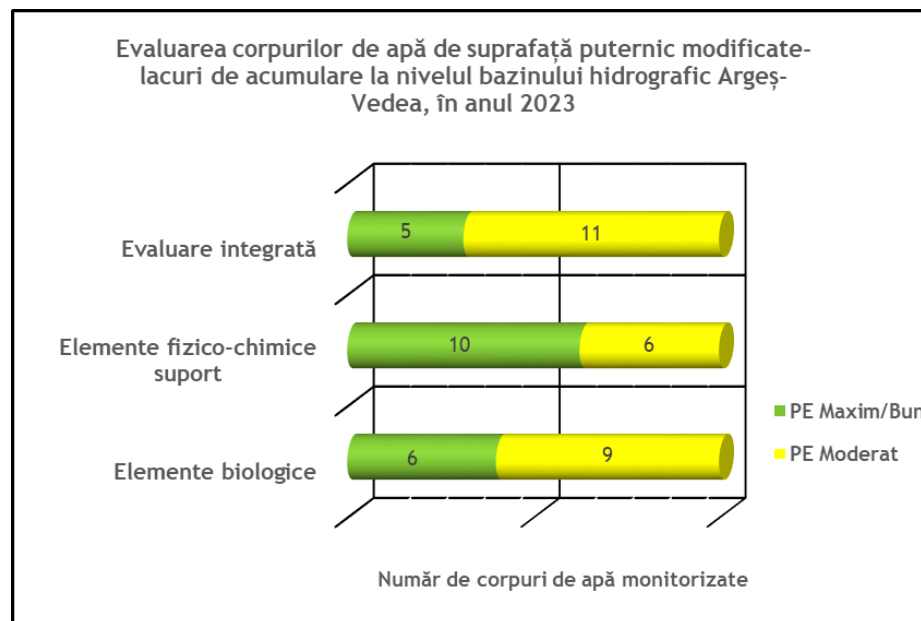 Evaluarea corpurilor de apă de suprafață puternic modificate-
lacuri de acumulare la nivelul bazinului hidrografic Argeș-
Vedea, în anul 2023
Evaluare integrată
5
11
Elemente fizico-chimice
suport
10
6
Elemente biologice
6
9
PE Maxim/Bun
PE Moderat
Număr de corpuri de apă monitorizate